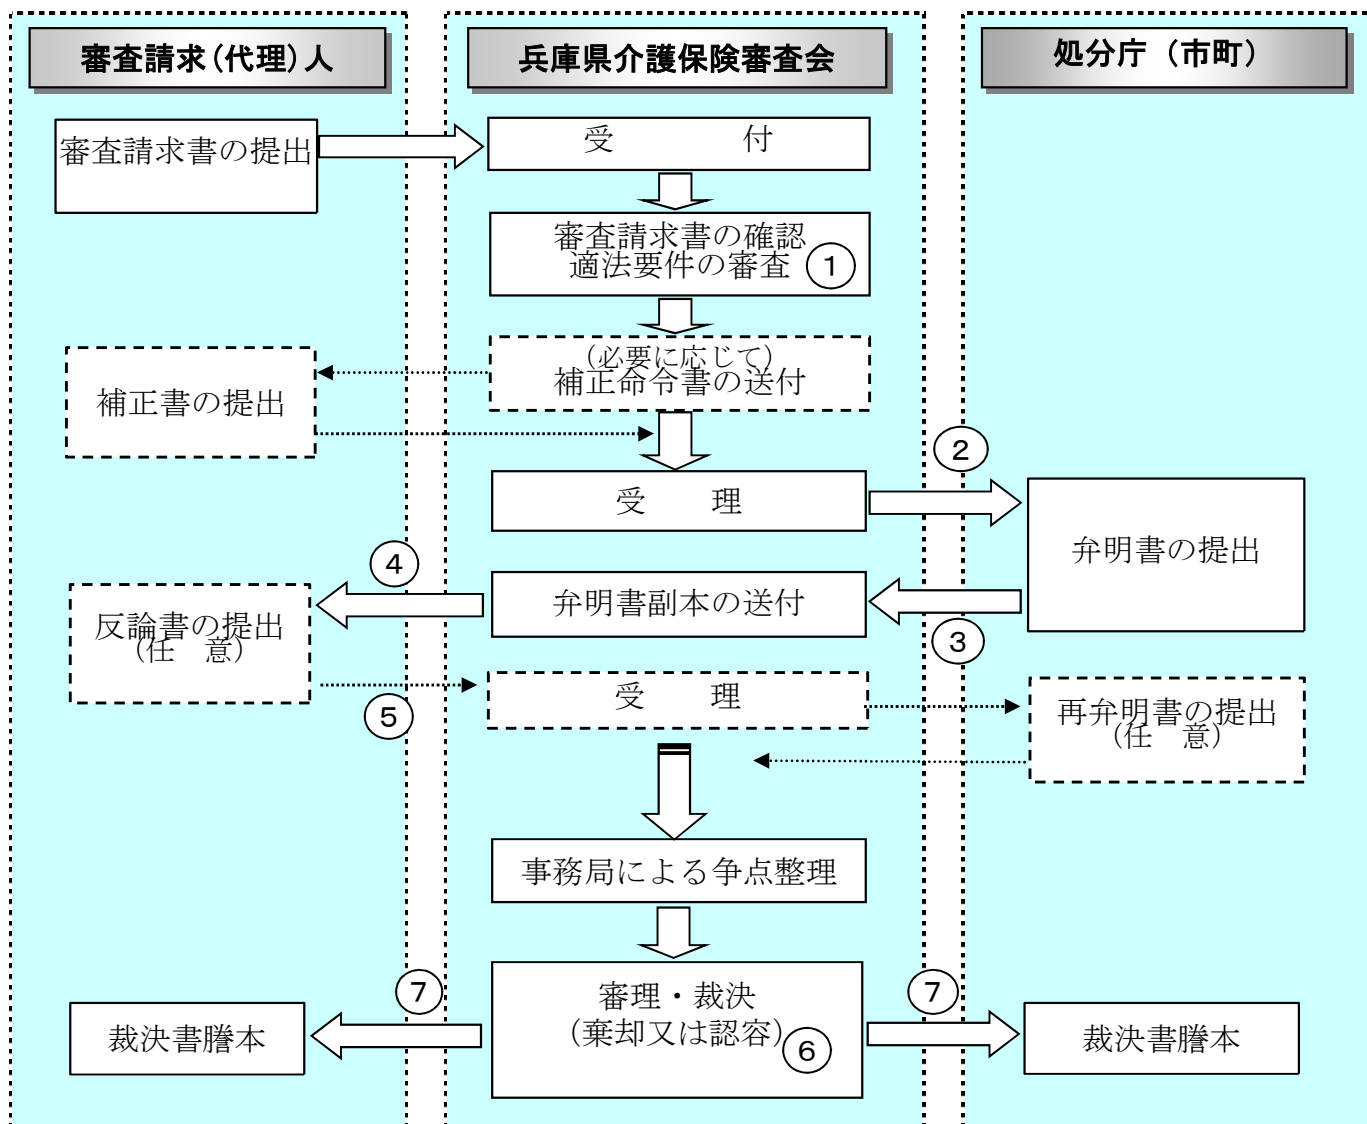 審査請求(代理)人
兵庫県介護保険審査会
処分庁（市町）
審査請求書の提出
受　　　　付
審査請求書の確認
適法要件の審査
①
(必要に応じて)
補正命令書の送付
補正書の提出
受　　理
②
弁明書の提出
③
弁明書副本の送付
④
反論書の提出
(任　意)
⑤
受　　理
再弁明書の提出
(任　意)
事務局による争点整理
審理・裁決
(棄却又は認容)
⑥
⑦
裁決書謄本
⑦
裁決書謄本